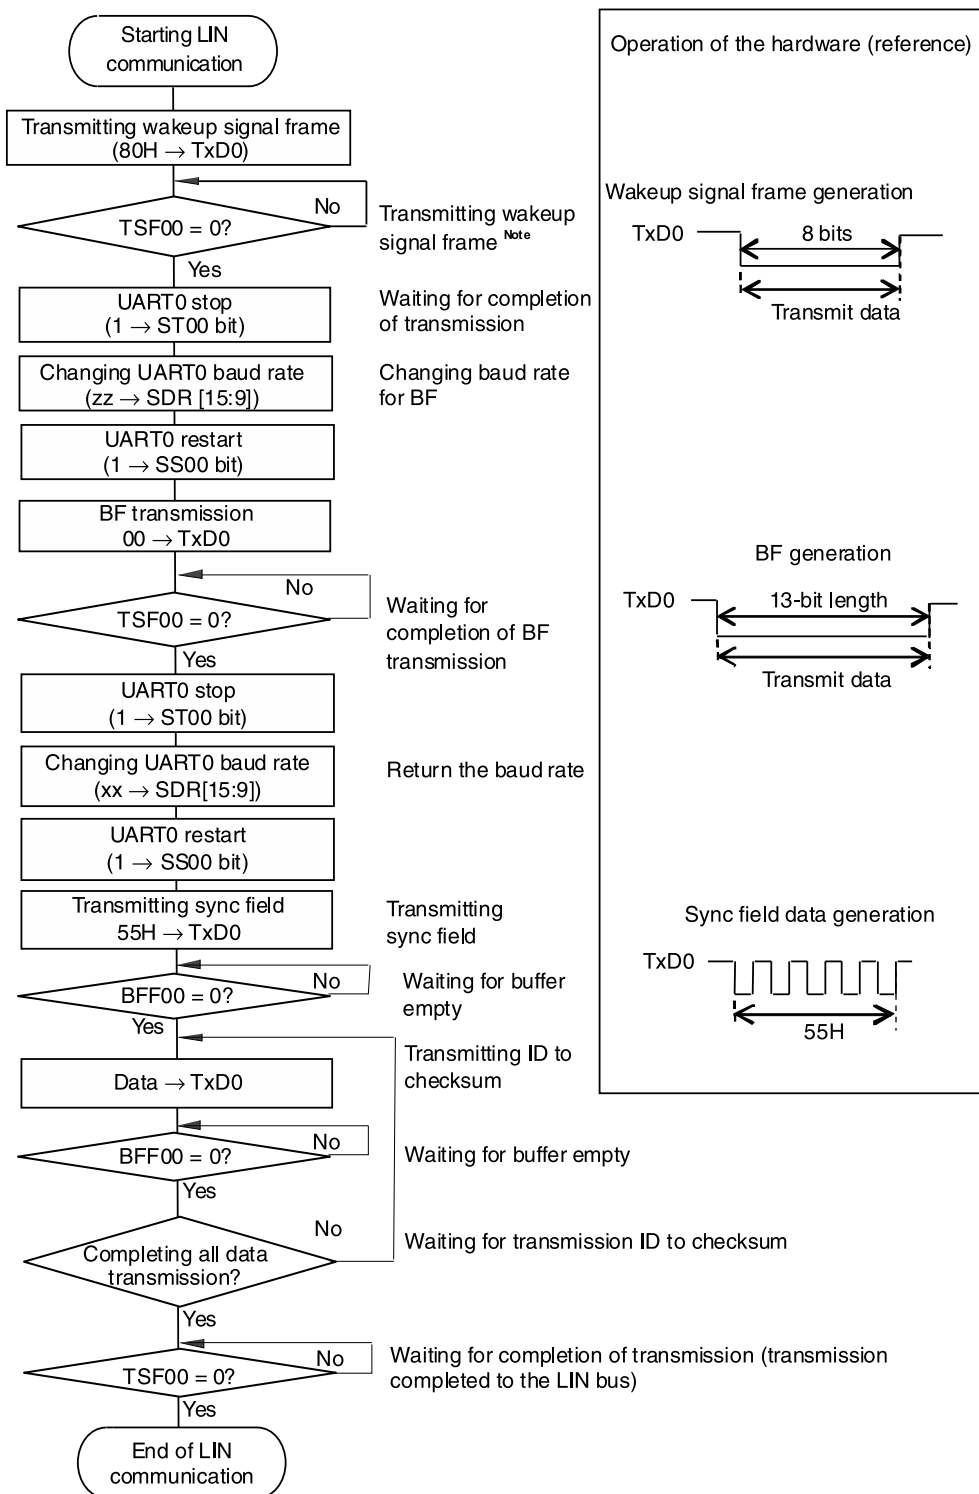 Starting LIN
communication
Transmitting wakeup signal frame
(80H → TxD0)
No
TSF00 = 0?
Transmitting wakeup
signal frame Note
Yes
UART0 stop
(1 → ST00 bit)
Waiting for completion
of transmission
Changing UART0 baud rate
(zz → SDR [15:9])
Changing baud rate
for BF
UART0 restart
(1 → SS00 bit)
BF transmission
00 → TxD0
No
TSF00 = 0?
Waiting for
completion of BF
transmission
Yes
UART0 stop
(1 → ST00 bit)
Changing UART0 baud rate
(xx → SDR[15:9])
Return the baud rate
UART0 restart
(1 → SS00 bit)
Transmitting sync field
55H → TxD0
Transmitting
sync field
No
BFF00 = 0?
Waiting for buffer
empty
Yes
Transmitting ID to
checksum
Data → TxD0
No
BFF00 = 0?
Waiting for buffer empty
Yes
No
Completing all data
transmission?
Waiting for transmission ID to checksum
Yes
No
TSF00 = 0?
Waiting for completion of transmission (transmission
completed to the LIN bus)
Yes
End of LIN
communication
Operation of the hardware (reference)
Wakeup signal frame generation
TxD0
8 bits
Transmit data
BF generation
TxD0
13-bit length
Transmit data
Sync field data generation
TxD0
55H